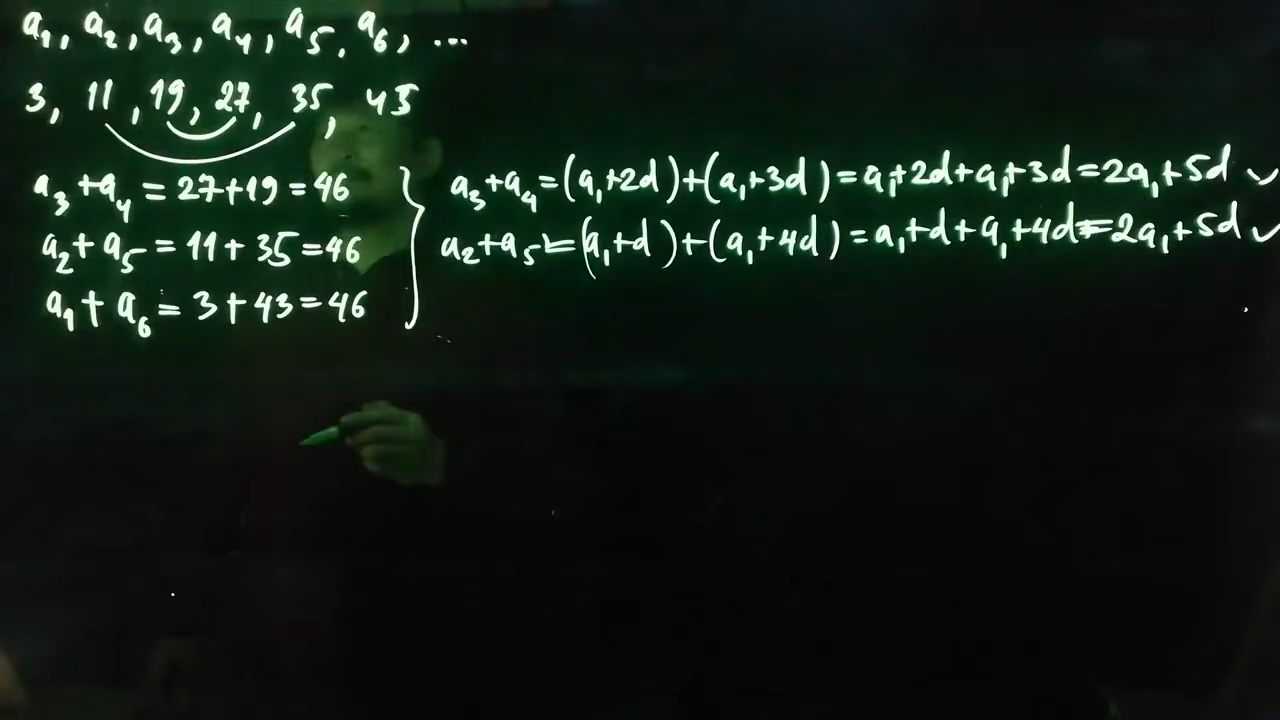 a₁, a₂, a₃, a₄, a₅, a₆, ...
3, 11, 19, 27, 35, 43
a₃ + a₄ = 27 + 19 = 46
a₂ + a₅ = 11 + 35 = 46
a₁ + a₆ = 3 + 43 = 46
a₃ + a₄ = (a₁ + 2d) + (a₁ + 3d) = a₁ + 2d + a₁ + 3d = 2a₁ + 5d ✓
a₂ + a₅ = (a₁ + d) + (a₁ + 4d) = a₁ + d + a₁ + 4d = 2a₁ + 5d ✓